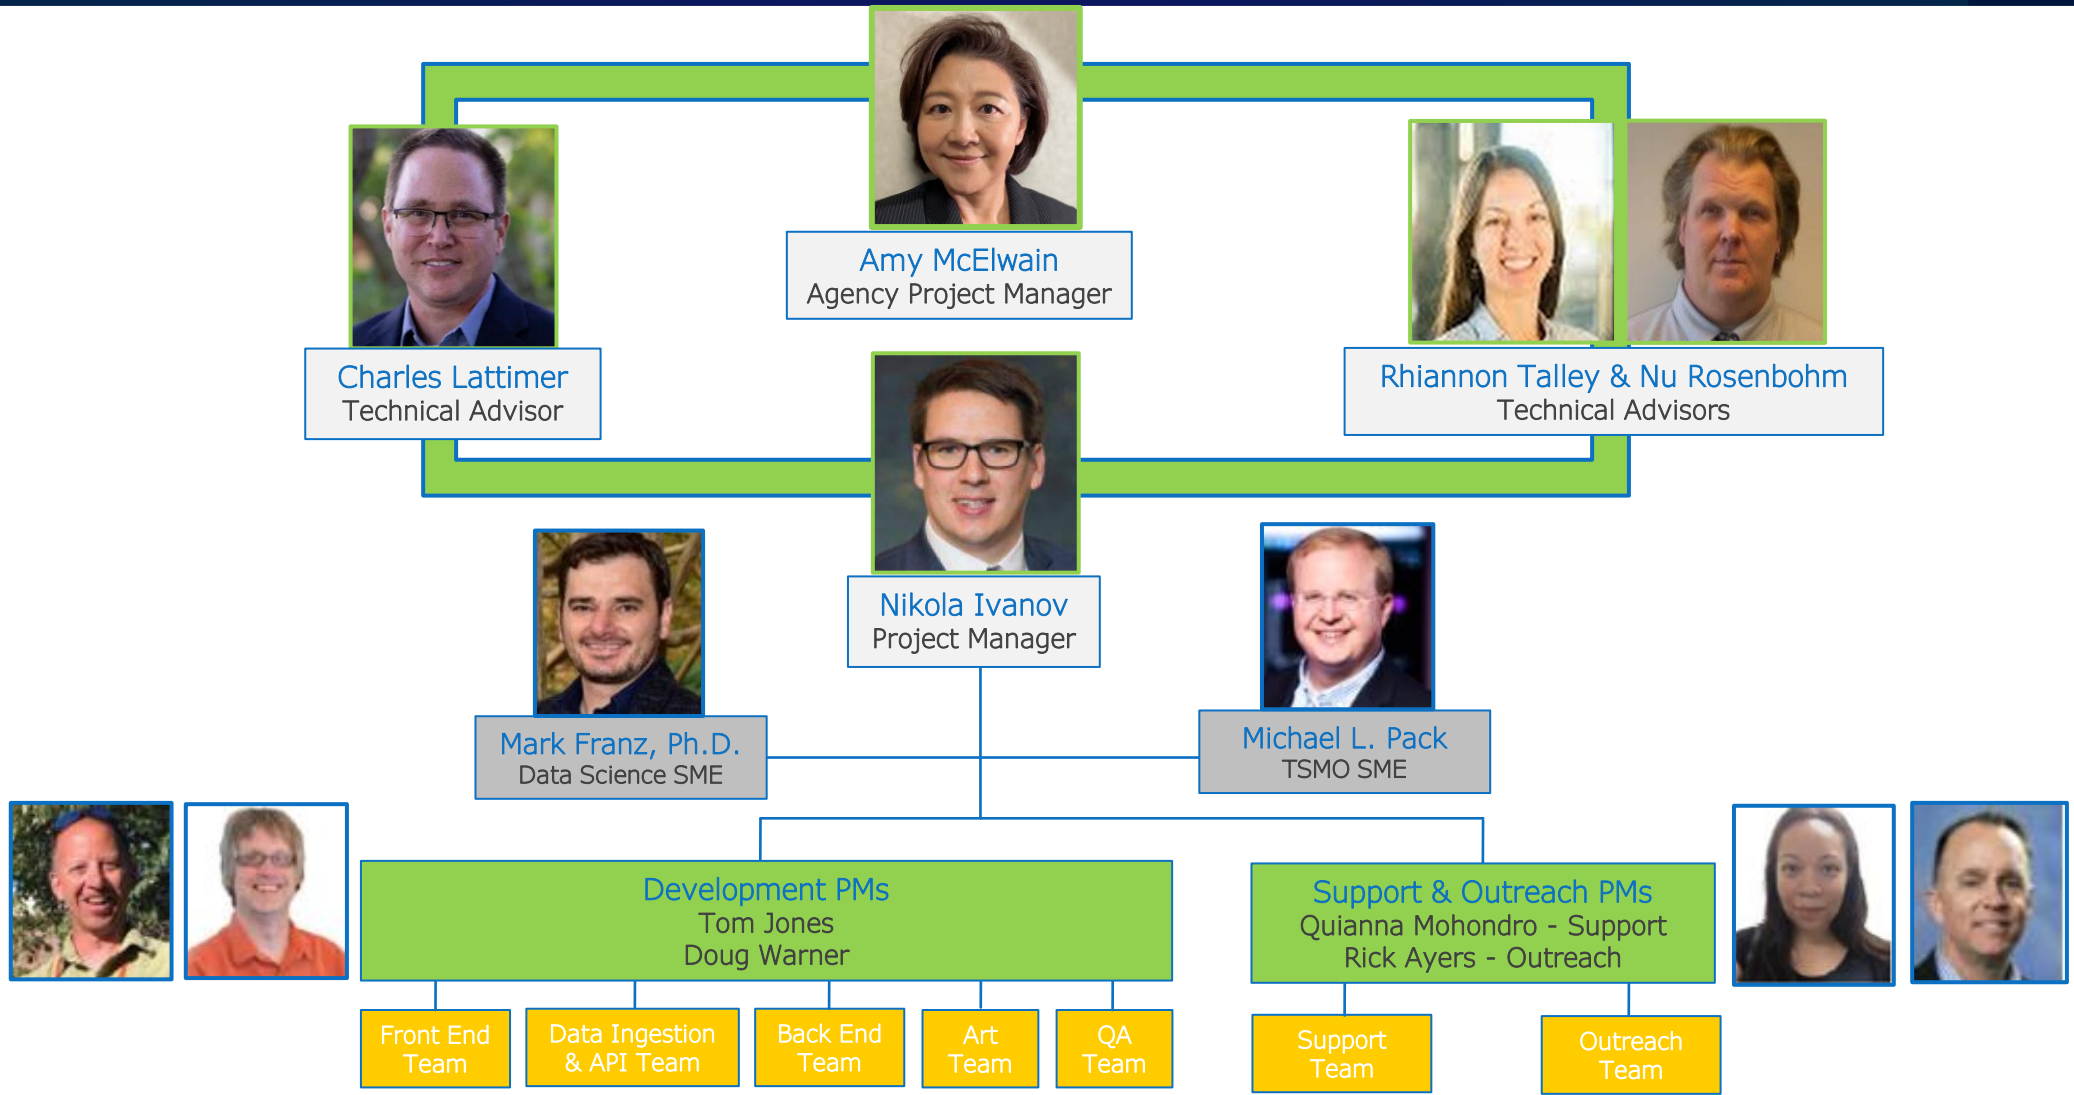 Amy McElwain
Agency Project Manager
Charles Lattimer
Technical Advisor
Rhiannon Talley & Nu Rosenbohm
Technical Advisors
Nikola Ivanov
Project Manager
Mark Franz, Ph.D.
Data Science SME
Michael L. Pack
TSMO SME
Development PMs
Tom Jones
Doug Warner
Support & Outreach PMs
Quianna Mohondro - Support
Rick Ayers - Outreach
Front End
Team
Data Ingestion
& API Team
Back End
Team
Art
Team
QA
Team
Support
Team
Outreach
Team